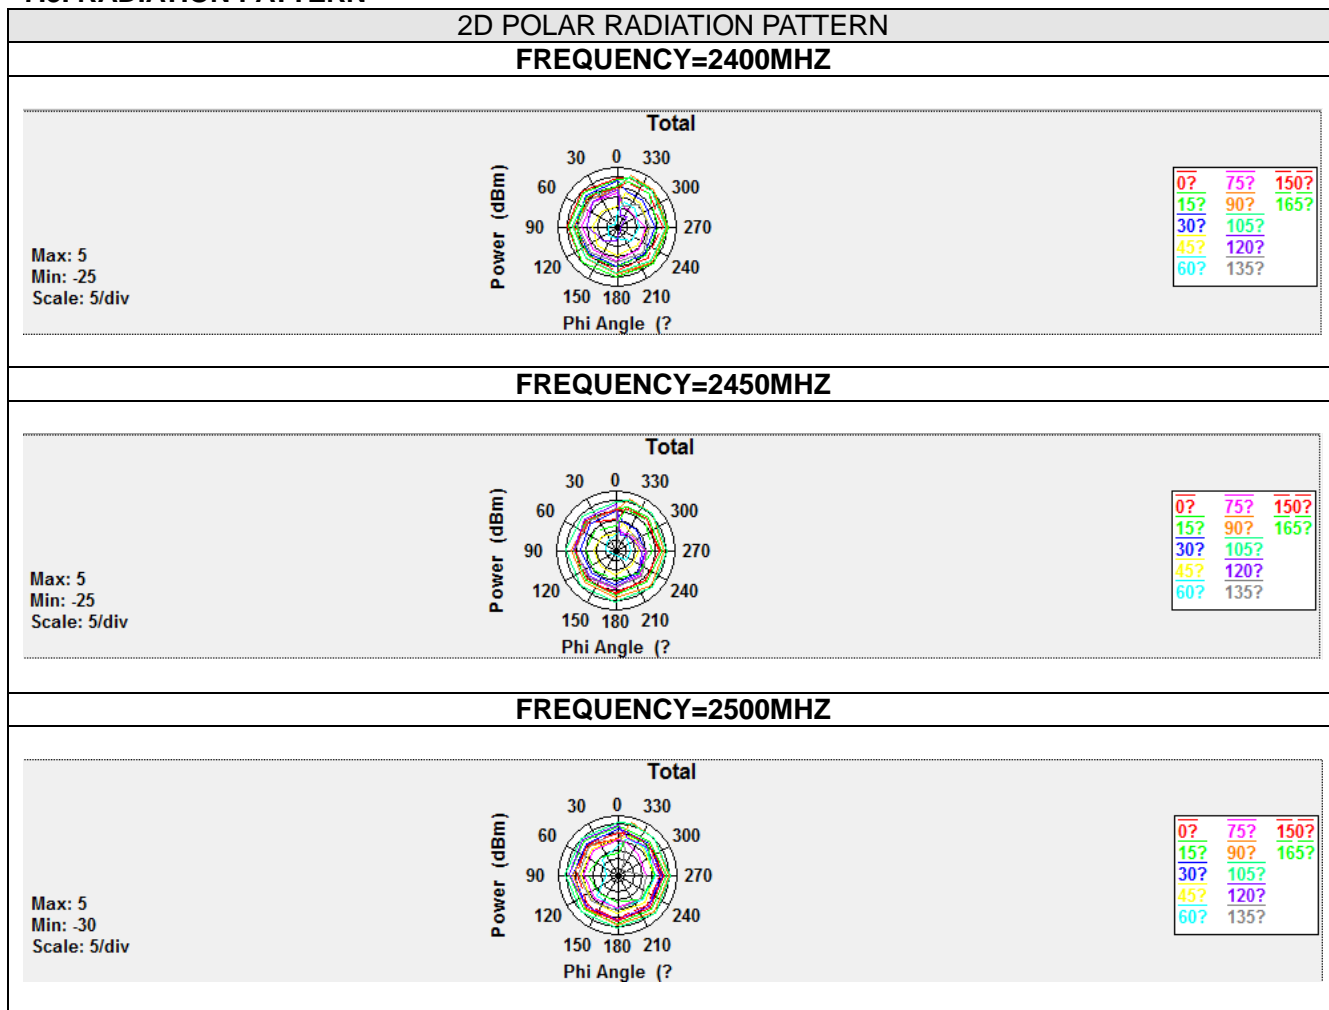 2D POLAR RADIATION PATTERN
FREQUENCY=2400MHZ
Total
30 0 330
60 300
90 270
120 240
150 180 210
Power (dBm)
Phi Angle (?
Max: 5
Min: -25
Scale: 5/div
0? 75? 150?
15? 90? 165?
30? 105?
45? 120?
60? 135?
FREQUENCY=2450MHZ
Total
30 0 330
60 300
90 270
120 240
150 180 210
Power (dBm)
Phi Angle (?
Max: 5
Min: -25
Scale: 5/div
0? 75? 150?
15? 90? 165?
30? 105?
45? 120?
60? 135?
FREQUENCY=2500MHZ
Total
30 0 330
60 300
90 270
120 240
150 180 210
Power (dBm)
Phi Angle (?
Max: 5
Min: -30
Scale: 5/div
0? 75? 150?
15? 90? 165?
30? 105?
45? 120?
60? 135?